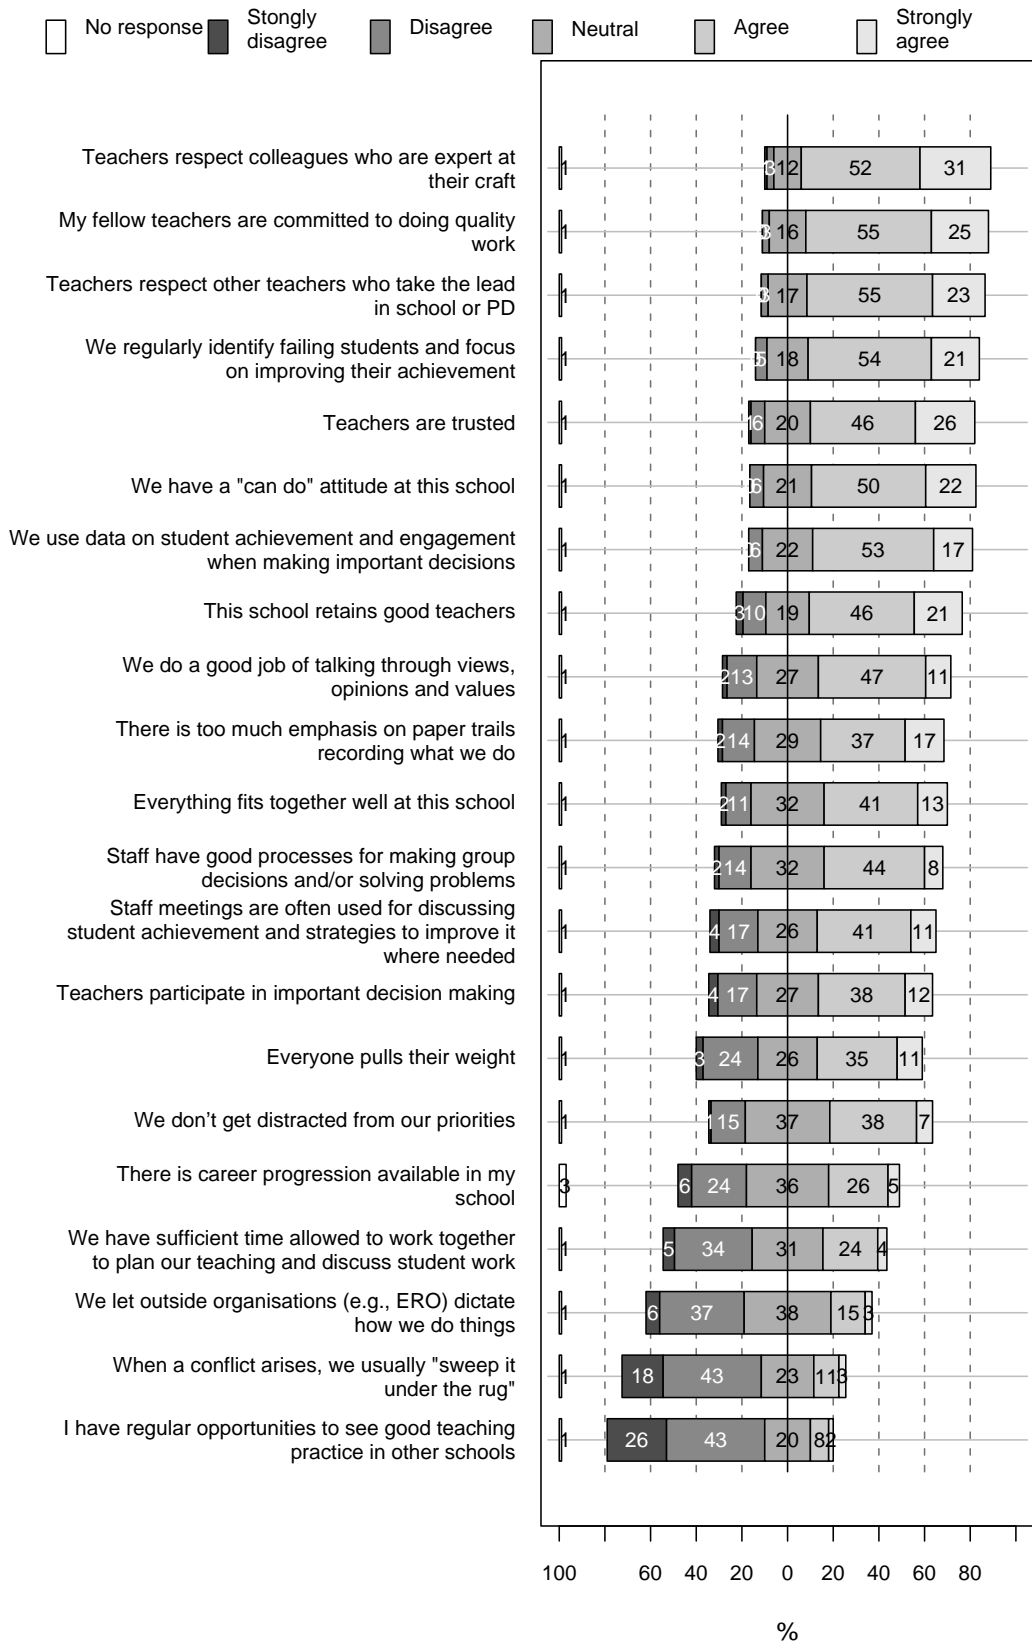 No response
Stongly
disagree
Disagree
Neutral
Agree
Strongly
agree
Teachers respect colleagues who are expert at
their craft
1 3 12 52 31
My fellow teachers are committed to doing quality
work
1 3 16 55 25
Teachers respect other teachers who take the lead
in school or PD
1 3 17 55 23
We regularly identify failing students and focus
on improving their achievement
1 5 18 54 21
Teachers are trusted
1 1 6 20 46 26
We have a "can do" attitude at this school
1 6 21 50 22
We use data on student achievement and engagement
when making important decisions
1 6 22 53 17
This school retains good teachers
1 3 10 19 46 21
We do a good job of talking through views,
opinions and values
1 2 13 27 47 11
There is too much emphasis on paper trails
recording what we do
1 2 14 29 37 17
Everything fits together well at this school
1 2 11 32 41 13
Staff have good processes for making group
decisions and/or solving problems
1 2 14 32 44 8
Staff meetings are often used for discussing
student achievement and strategies to improve it
where needed
1 4 17 26 41 11
Teachers participate in important decision making
1 4 17 27 38 12
Everyone pulls their weight
1 3 24 26 35 11
We don't get distracted from our priorities
1 1 15 37 38 7
There is career progression available in my
school
3 6 24 36 26 5
We have sufficient time allowed to work together
to plan our teaching and discuss student work
1 5 34 31 24 4
We let outside organisations (e.g., ERO) dictate
how we do things
1 6 37 38 15 3
When a conflict arises, we usually "sweep it
under the rug"
1 18 43 23 11 3
I have regular opportunities to see good teaching
practice in other schools
1 26 43 20 8 2
100 60 40 20 0 20 40 60 80
%